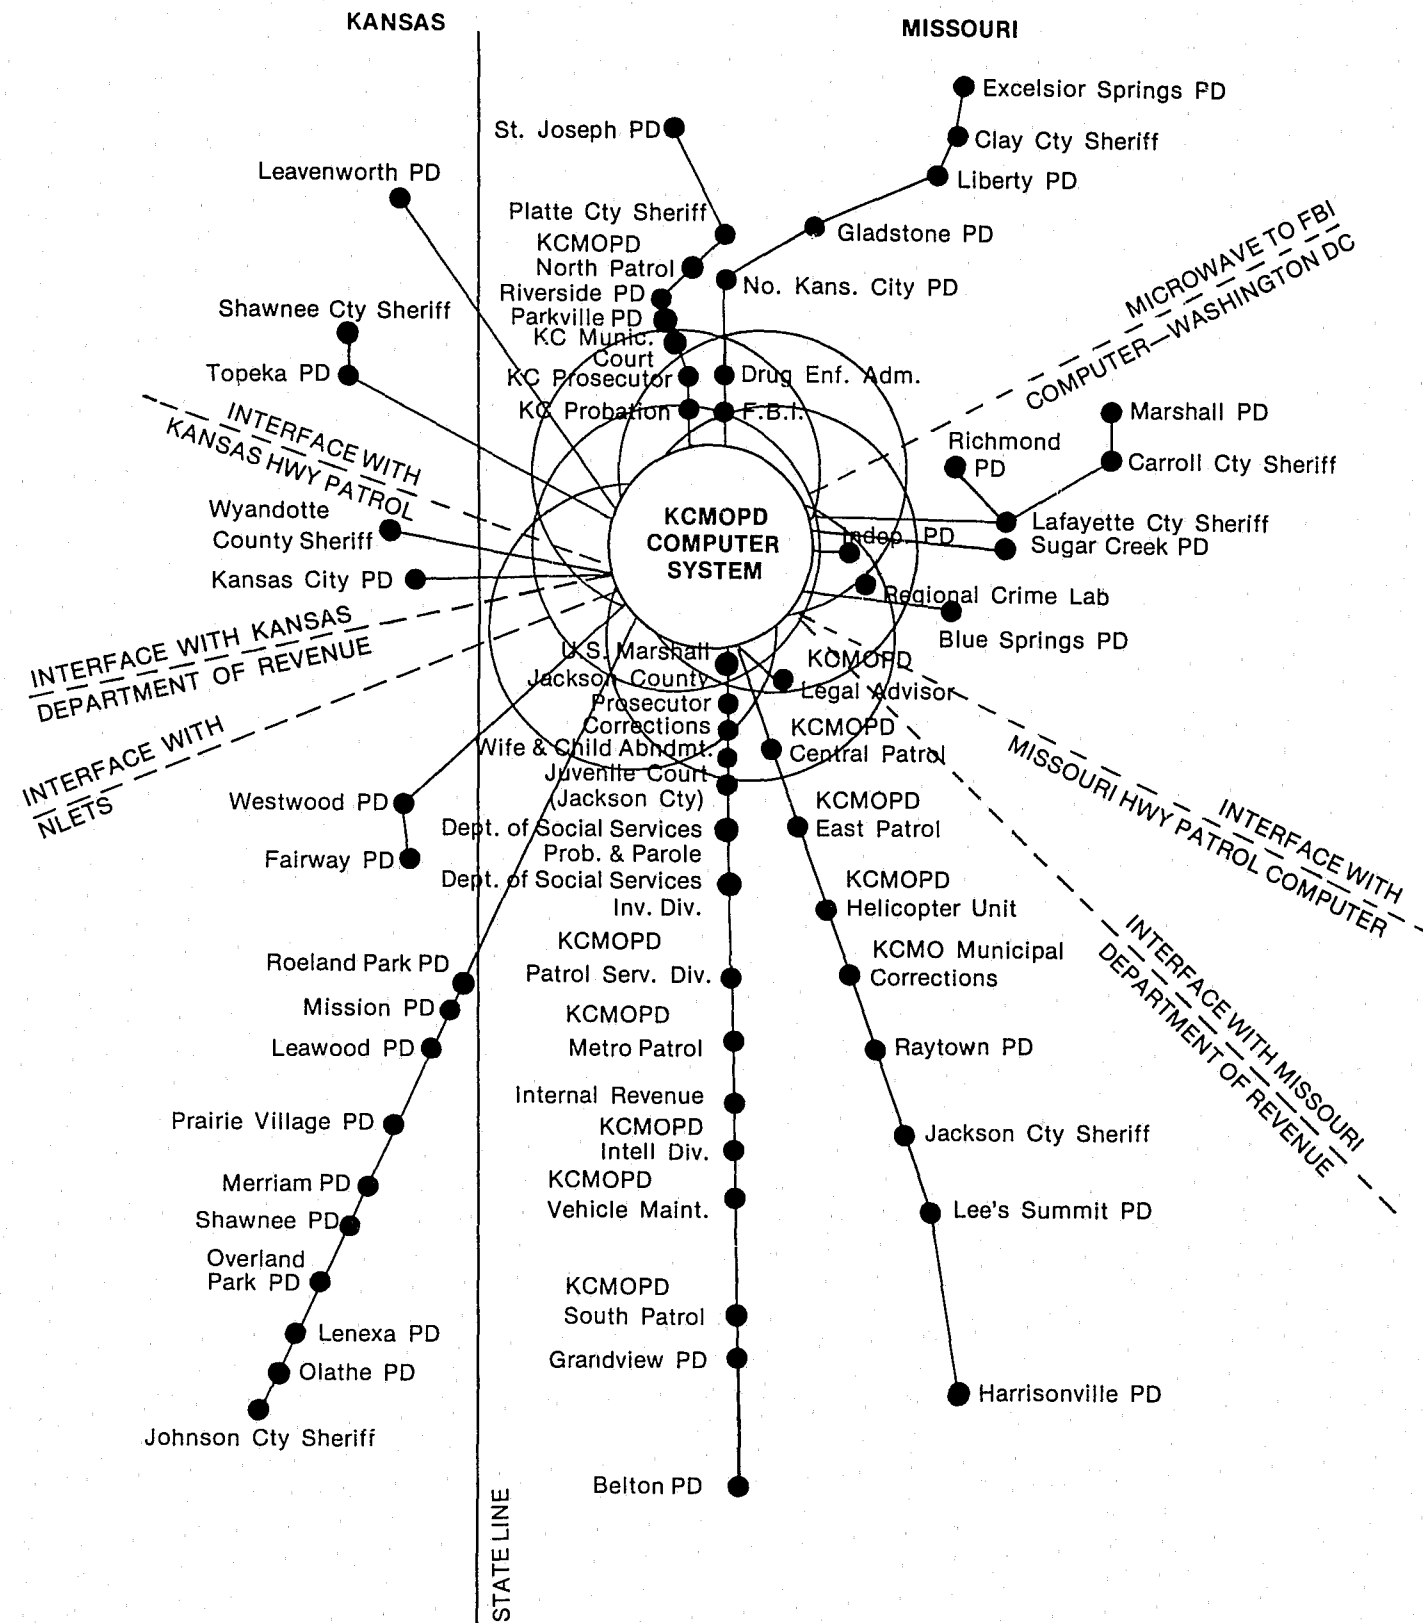 KANSAS
MISSOURI
Excelsior Springs PD
St. Joseph PD
Clay Cty Sheriff
Leavenworth PD
Liberty PD
Platte Cty Sheriff
Gladstone PD
KCMOPD
North Patrol
No. Kans. City PD
Riverside PD
Parkville PD
Shawnee Cty Sheriff
KC Munic.
Court
Topeka PD
KC Prosecutor
Drug Enf. Adm.
KC Probation
F.B.I.
MICROWAVE TO FBI
COMPUTER—WASHINGTON DC
Marshall PD
Richmond
PD
Carroll Cty Sheriff
INTERFACE WITH
KANSAS HWY PATROL
Wyandotte
County Sheriff
KCMOPD
COMPUTER
SYSTEM
Lafayette Cty Sheriff
Indep. PD
Sugar Creek PD
Kansas City PD
Regional Crime Lab
Blue Springs PD
INTERFACE WITH KANSAS
DEPARTMENT OF REVENUE
U.S. Marshall
KCMOPD
Legal Advisor
Jackson County
Prosecutor
Corrections
KCMOPD
Central Patrol
Wife & Child Abndmt.
Juvenile Court
(Jackson Cty)
INTERFACE WITH
NLETS
Westwood PD
KCMOPD
East Patrol
Dept. of Social Services
Prob. & Parole
Fairway PD
Dept. of Social Services
Inv. Div.
KCMOPD
Helicopter Unit
INTERFACE WITH
MISSOURI HWY PATROL COMPUTER
KCMOPD
Patrol Serv. Div.
KCMO Municipal
Corrections
INTERFACE WITH MISSOURI
DEPARTMENT OF REVENUE
Roeland Park PD
Mission PD
KCMOPD
Metro Patrol
Leawood PD
Raytown PD
Internal Revenue
Prairie Village PD
KCMOPD
Intell Div.
Jackson Cty Sheriff
Merriam PD
KCMOPD
Vehicle Maint.
Shawnee PD
Lee's Summit PD
Overland
Park PD
KCMOPD
South Patrol
Lenexa PD
Grandview PD
Olathe PD
Harrisonville PD
Johnson Cty Sheriff
Belton PD
STATE LINE